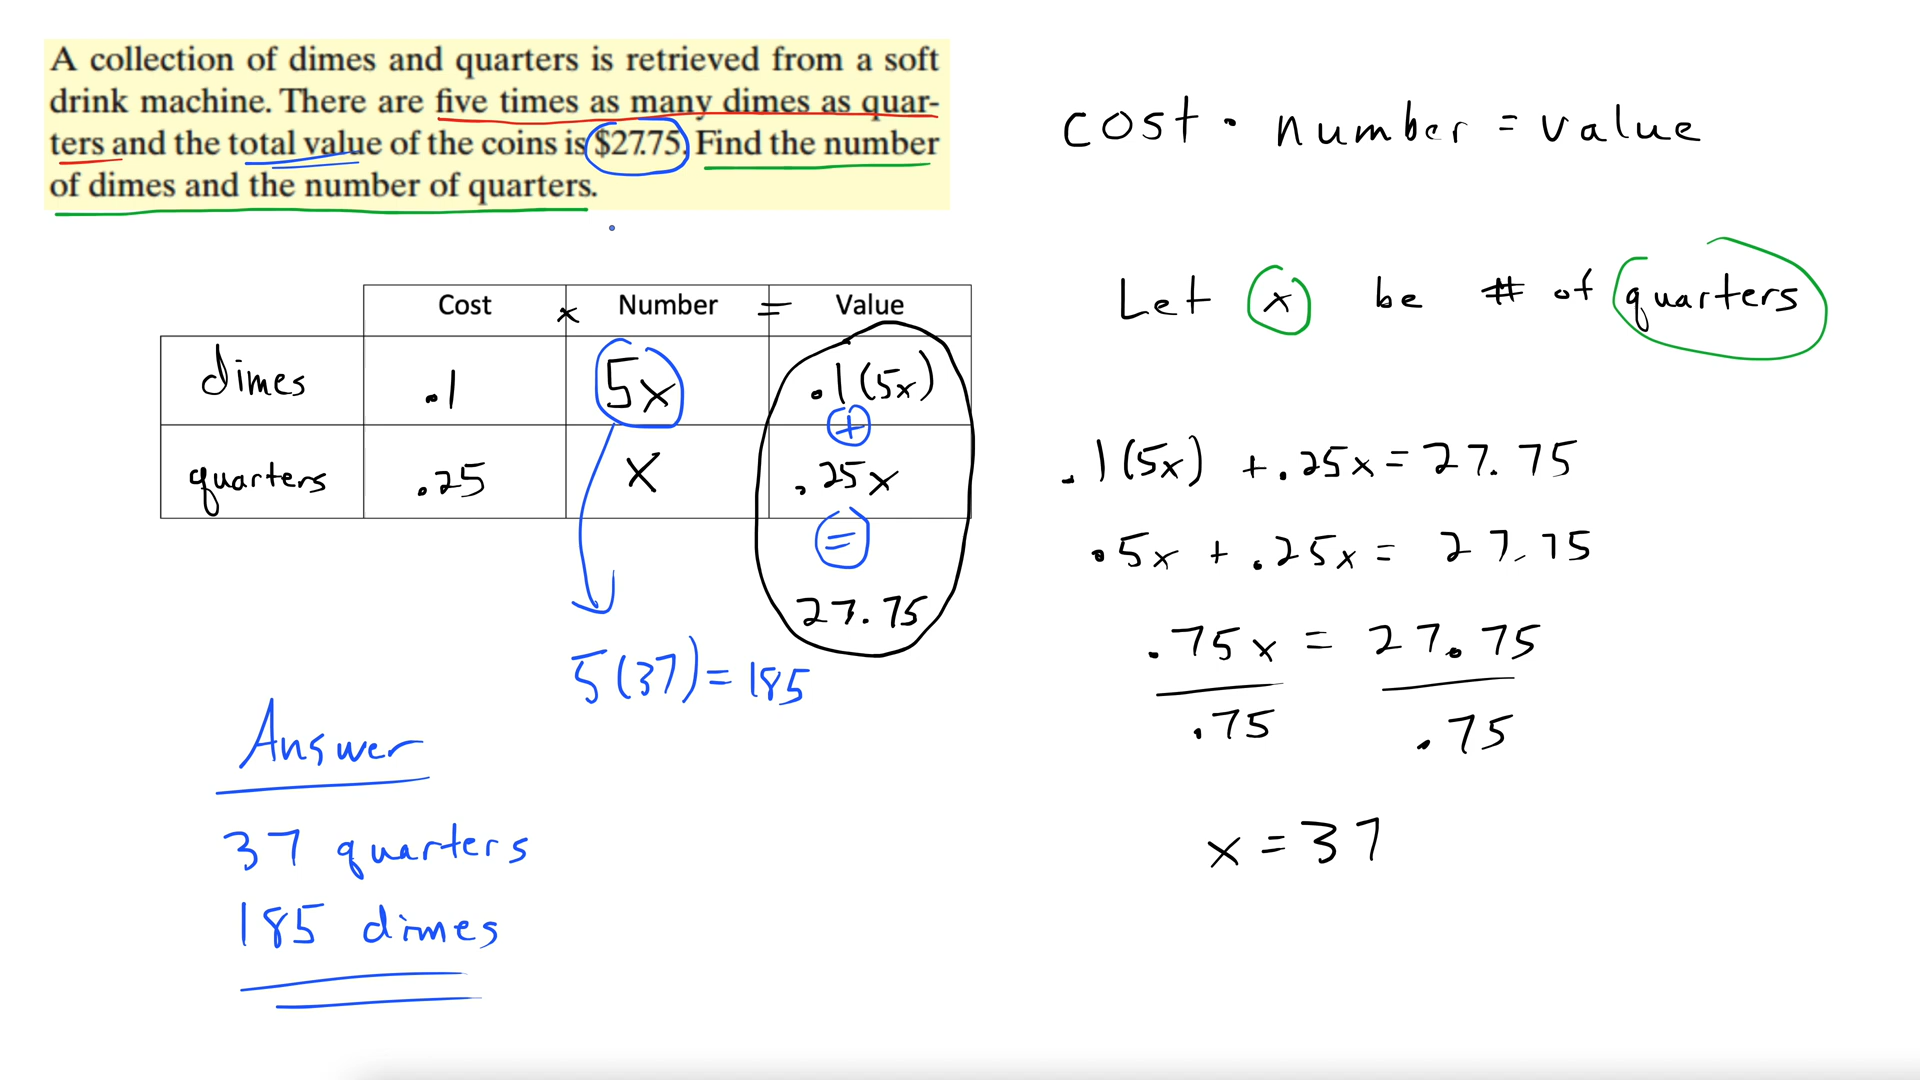 A collection of dimes and quarters is retrieved from a soft
drink machine. There are five times as many dimes as quar-
ters and the total value of the coins is $27.75. Find the number
of dimes and the number of quarters.
cost · number = value
Let x be # of quarters
Cost × Number = Value
dimes .1 5x .1(5x)
+
quarters .25 x .25x
=
27.75
5(37) = 185
.1(5x) + .25x = 27.75
.5x + .25x = 27.75
.75x = 27.75
.75 .75
x = 37
Answer
37 quarters
185 dimes